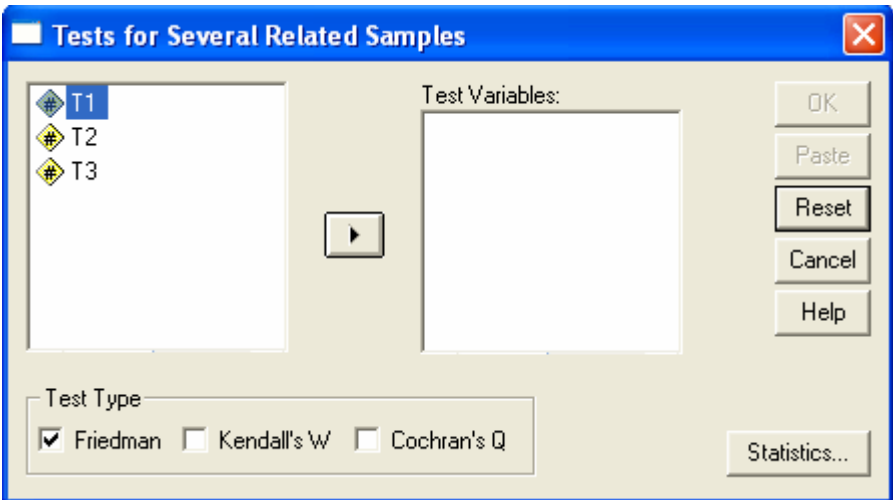 Tests for Several Related Samples
T1
T2
T3
Test Variables:
OK
Paste
Reset
Cancel
Help
Test Type
Friedman Kendall's W Cochran's Q
Statistics...